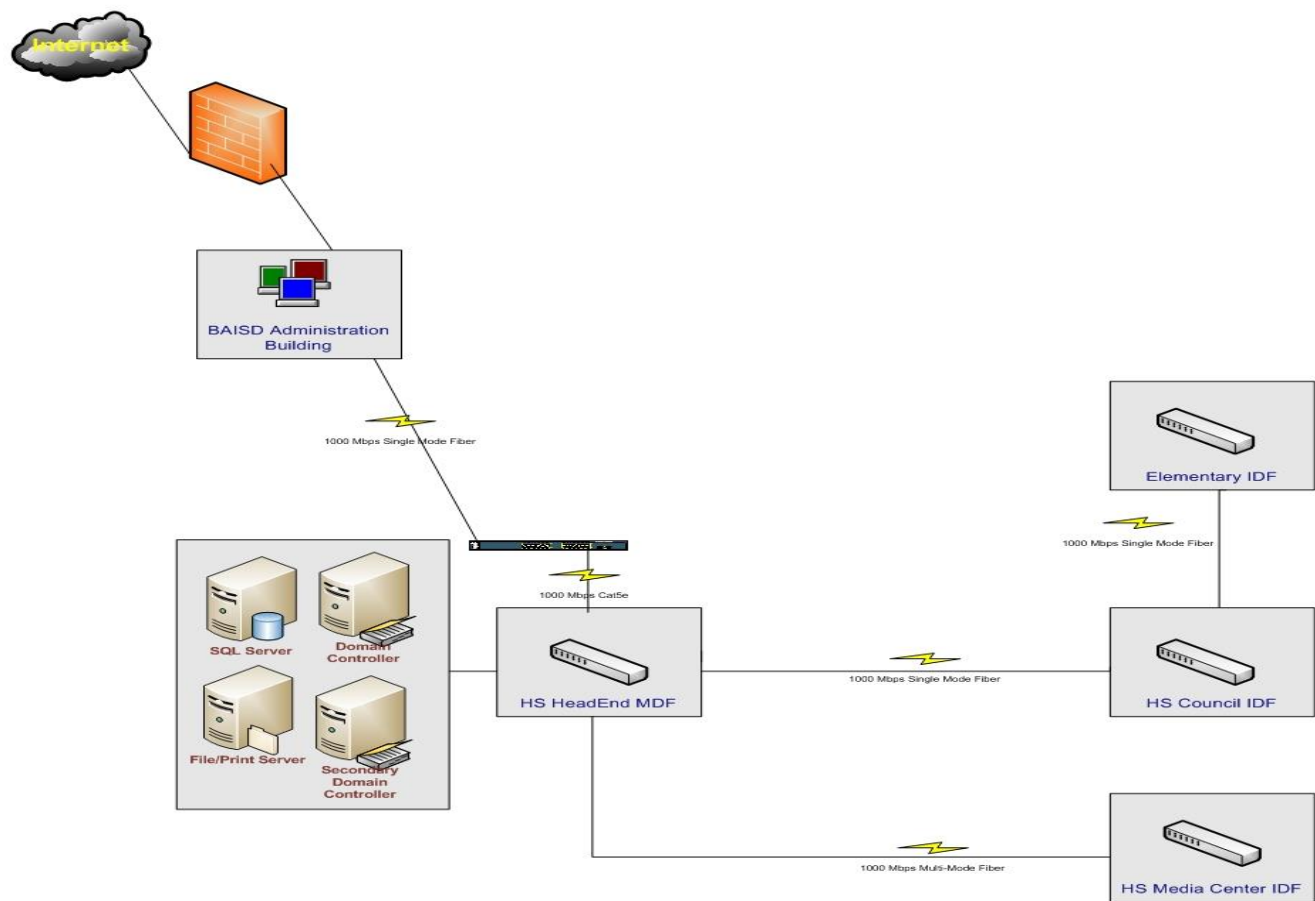 Internet
BAISD Administration
Building
1000 Mbps Single Mode Fiber
Elementary IDF
1000 Mbps Single Mode Fiber
1000 Mbps Cat5e
SQL Server
Domain
Controller
File/Print Server
Secondary
Domain
Controller
HS HeadEnd MDF
1000 Mbps Single Mode Fiber
HS Council IDF
1000 Mbps Multi-Mode Fiber
HS Media Center IDF